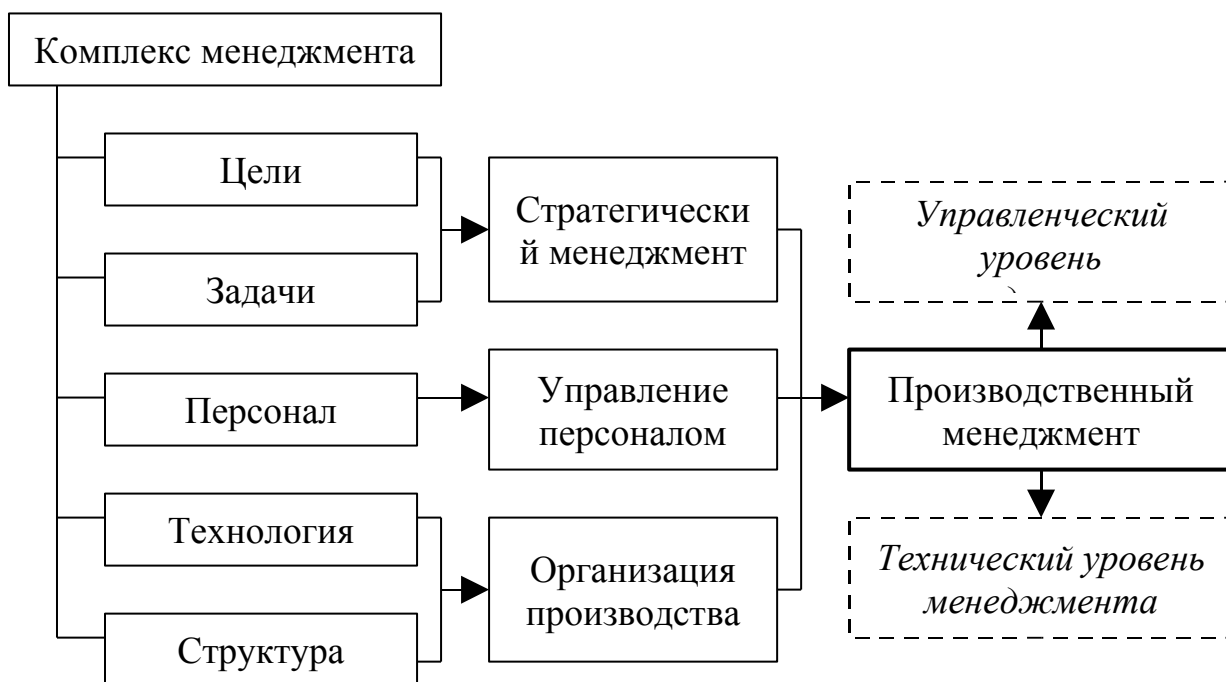 Комплекс менеджмента
Цели
Задачи
Персонал
Технология
Структура
Стратегически
й менеджмент
Управление
персоналом
Организация
производства
Управленческий
уровень
Производственный
менеджмент
Технический уровень
менеджмента